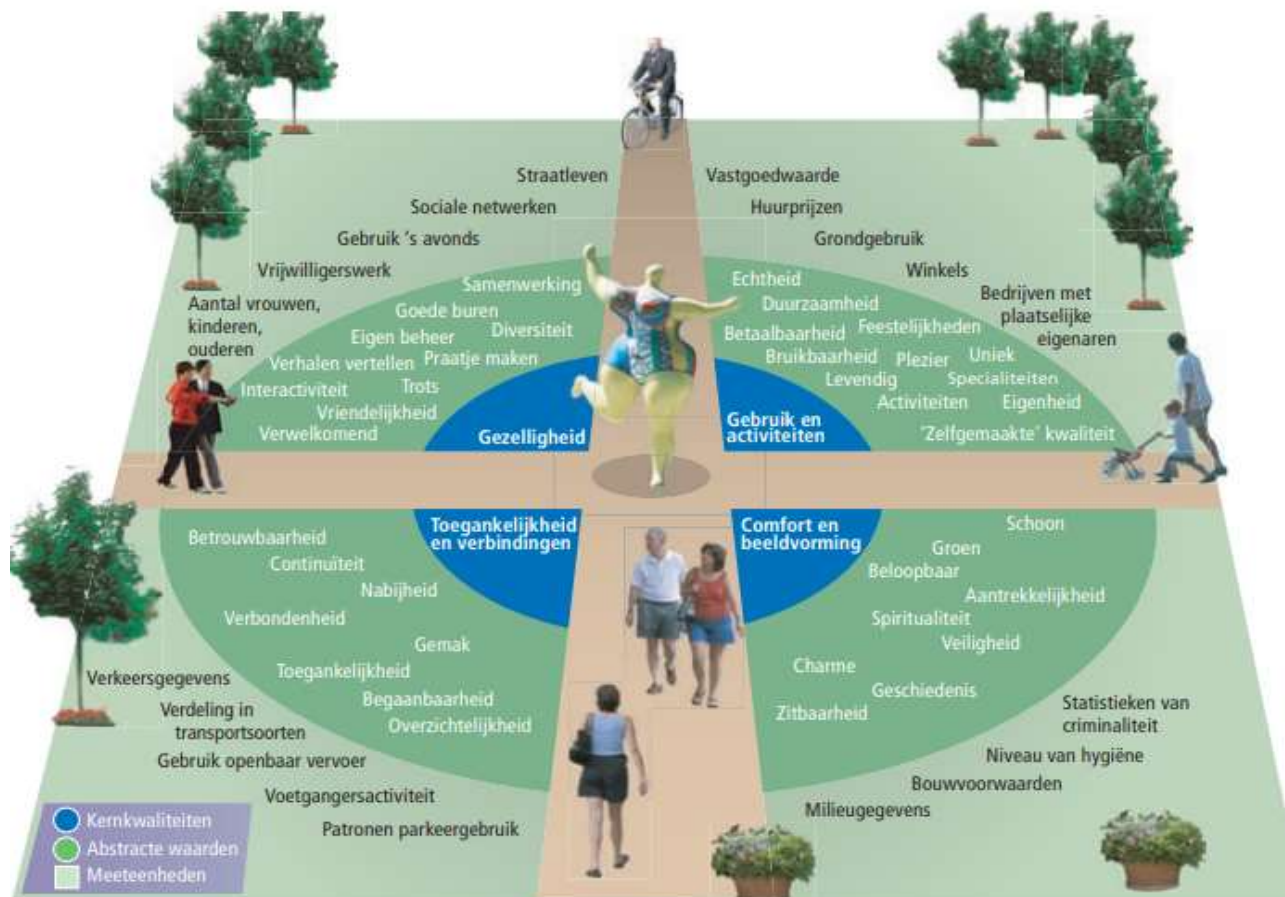 Straatleven
Sociale netwerken
Gebruik 's avonds
Vrijwilligerswerk
Aantal vrouwen,
kinderen,
ouderen
Samenwerking
Goede buren
Diversiteit
Eigen beheer
Praatje maken
Verhalen vertellen
Interactiviteit
Trots
Vriendelijkheid
Verwelkomend
Gezelligheid
Vastgoedwaarde
Huurprijzen
Grondgebruik
Winkels
Bedrijven met
plaatselijke
eigenaren
Echtheid
Duurzaamheid
Betaalbaarheid
Feestelijkheden
Bruikbaarheid
Plezier
Uniek
Levendig
Specialiteiten
Activiteiten
Eigenheid
'Zelfgemaakte' kwaliteit
Gebruik en
activiteiten
Toegankelijkheid
en verbindingen
Betrouwbaarheid
Continuïteit
Nabijheid
Verbondenheid
Gemak
Toegankelijkheid
Begaanbaarheid
Overzichtelijkheid
Verkeersgegevens
Verdeling in
transportsoorten
Gebruik openbaar vervoer
Voetgangersactiviteit
Patronen parkeergebruik
Comfort en
beeldvorming
Schoon
Groen
Beloopbaar
Aantrekkelijkheid
Spiritualiteit
Veiligheid
Charme
Geschiedenis
Zitbaarheid
Statistieken van
criminaliteit
Niveau van hygiëne
Bouwvoorwaarden
Milieugegevens
Kernkwaliteiten
Abstracte waarden
Meeteenheden